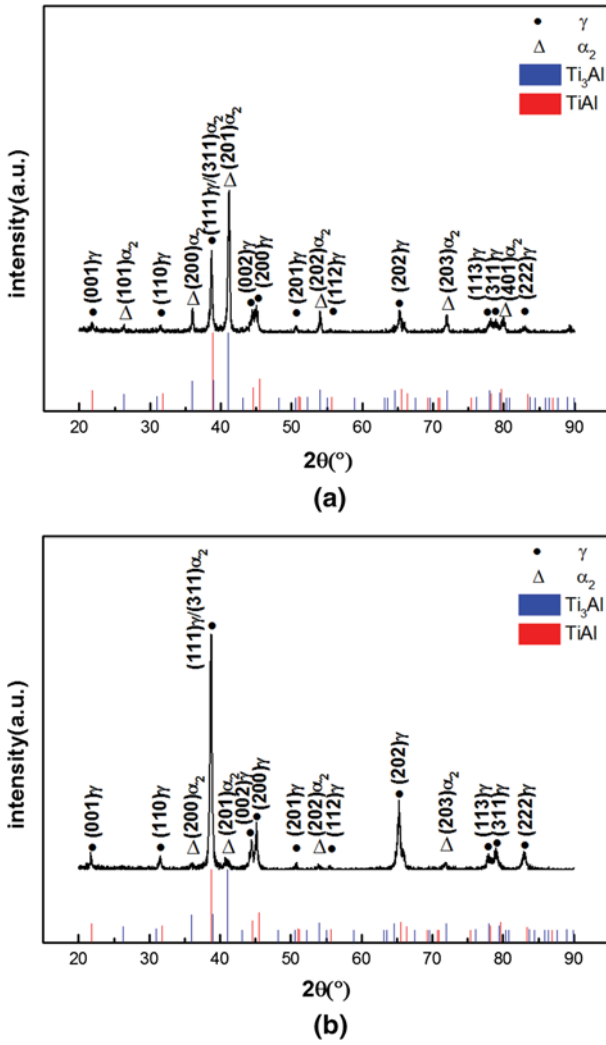 γ
α₂
Ti₃Al
TiAl
intensity(a.u.)
(001)γ
(101)α₂
(110)γ
(200)α₂
(111)γ/(311)α₂
(201)α₂
(002)γ
(200)γ
(201)γ
(202)α₂
(112)γ
(202)γ
(203)α₂
(113)γ
(311)γ
(401)α₂
(222)γ
20 30 40 50 60 70 80 90
2θ(°)
(a)
γ
α₂
Ti₃Al
TiAl
intensity(a.u.)
(001)γ
(110)γ
(200)α₂
(111)γ/(311)α₂
(201)α₂
(002)γ
(200)γ
(201)γ
(202)α₂
(112)γ
(202)γ
(203)α₂
(113)γ
(311)γ
(222)γ
20 30 40 50 60 70 80 90
2θ(°)
(b)